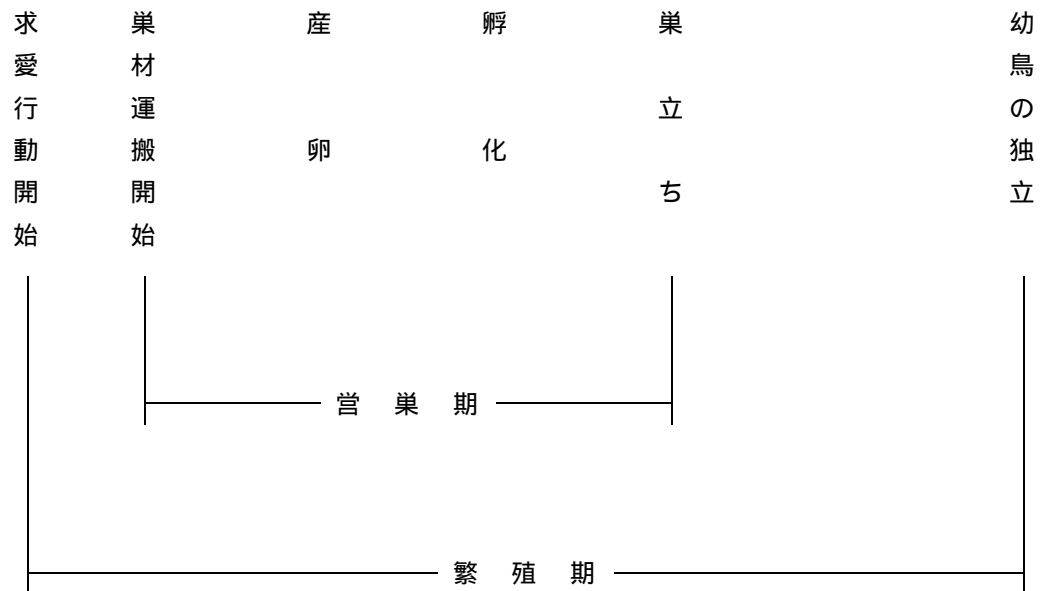 求愛行動開始
巣材運搬開始
産卵
孵化
巣立ち
幼鳥の独立
営巣期
繁殖期